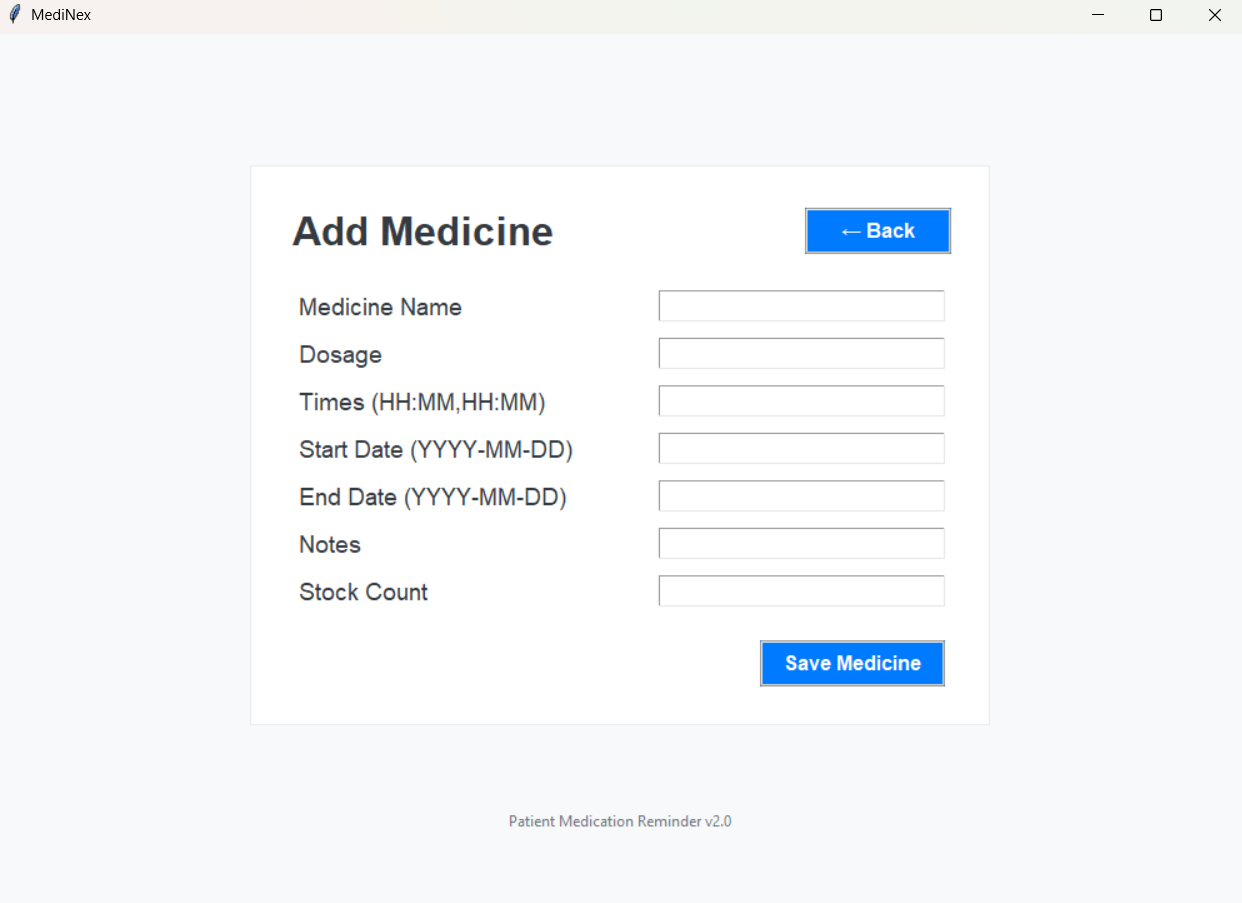 MediNex
Add Medicine
← Back
Medicine Name
Dosage
Times (HH:MM,HH:MM)
Start Date (YYYY-MM-DD)
End Date (YYYY-MM-DD)
Notes
Stock Count
Save Medicine
Patient Medication Reminder v2.0